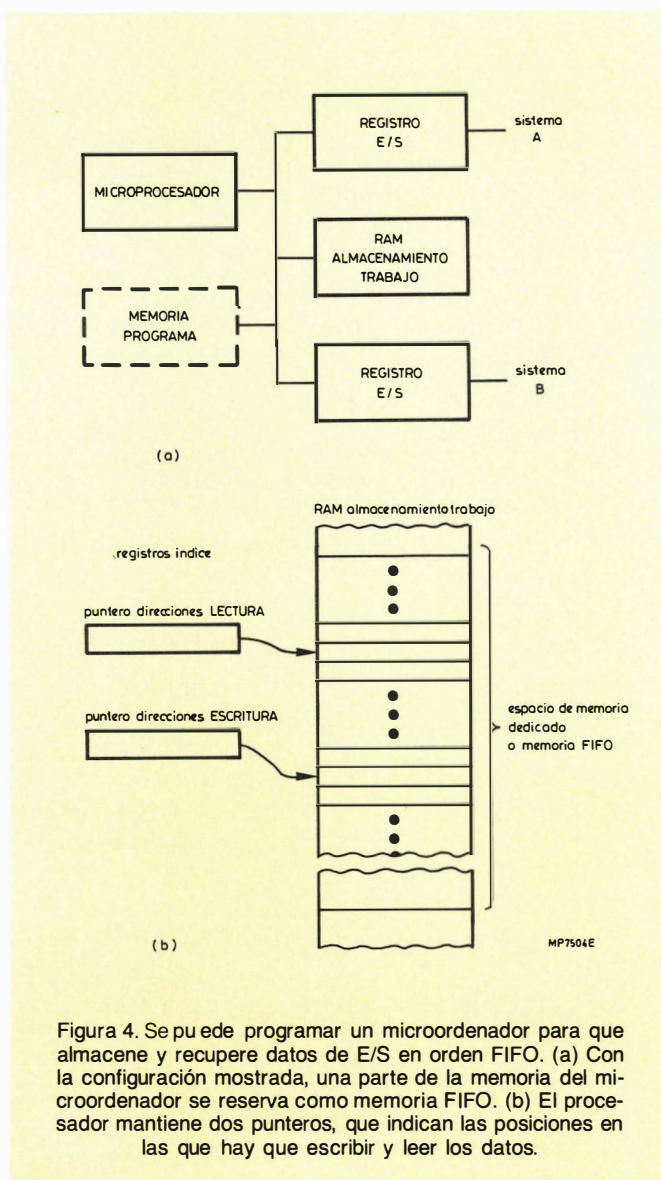 REGISTRO
E/S
sistema
A
MICROPROCESADOR
RAM
ALMACENAMIENTO
TRABAJO
MEMORIA
PROGRAMA
REGISTRO
E/S
sistema
B
(a)
RAM almacenamiento trabajo
registros indice
puntero direcciones LECTURA
puntero direcciones ESCRITURA
espacio de memoria
dedicado
o memoria FIFO
(b)
MP7504E
Figura 4. Se pu ede programar un microordenador para que
almacene y recupere datos de E/S en orden FIFO. (a) Con
la configuración mostrada, una parte de la memoria del mi-
croordenador se reserva como memoria FIFO. (b) El proce-
sador mantiene dos punteros, que indican las posiciones en
las que hay que escribir y leer los datos.